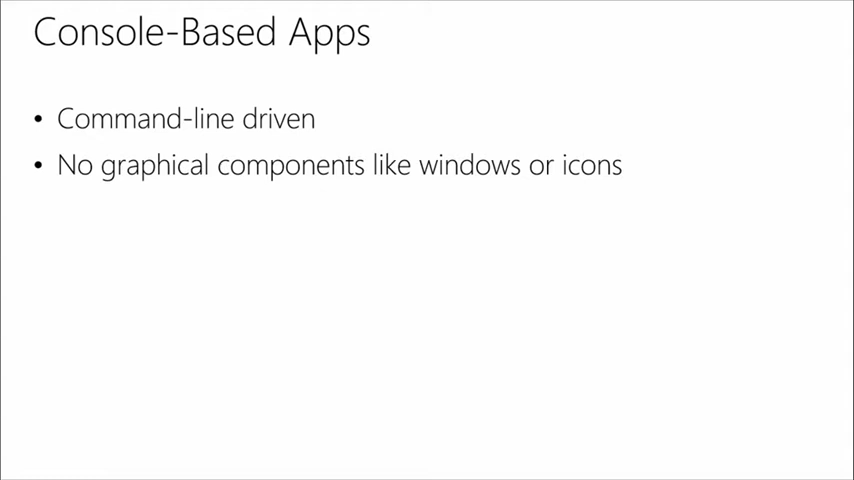 Console-Based Apps
• Command-line driven
• No graphical components like windows or icons